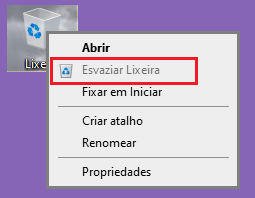 Lixe
Abrir
Esvaziar Lixeira
Fixar em Iniciar
Criar atalho
Renomear
Propriedades